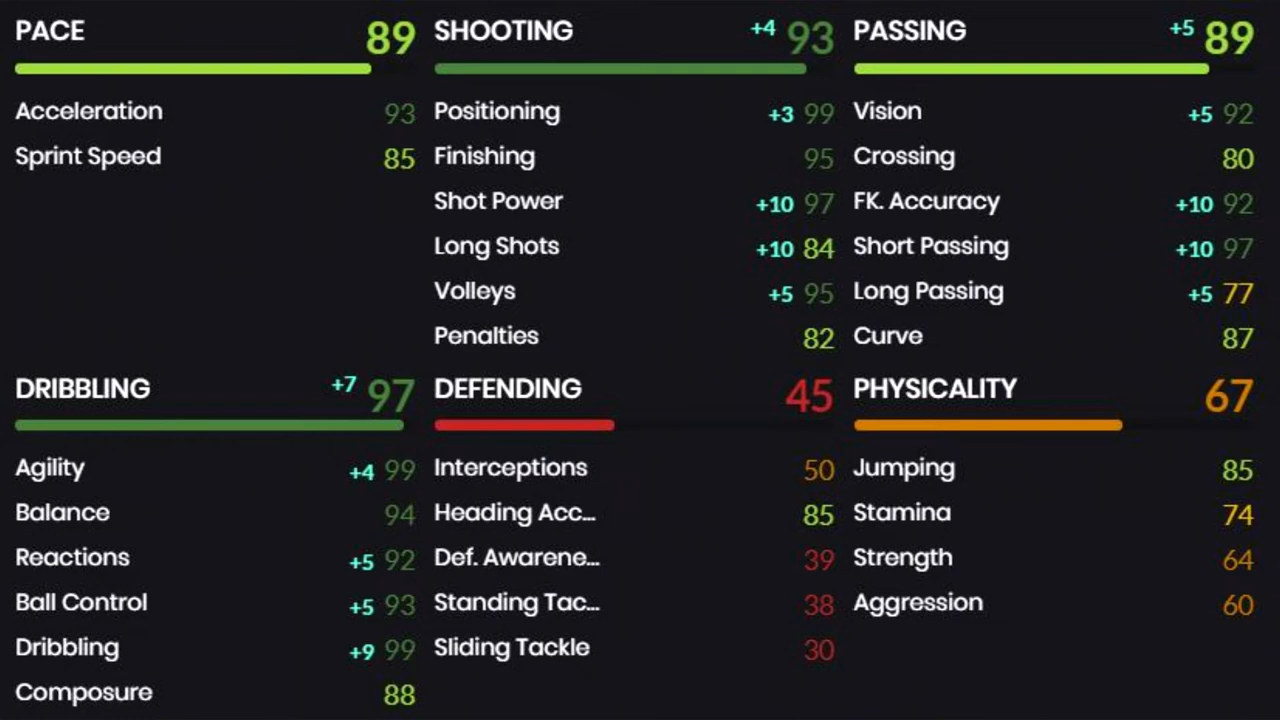 PACE 89
Acceleration 93
Sprint Speed 85
SHOOTING +4 93
Positioning +3 99
Finishing 95
Shot Power +10 97
Long Shots +10 84
Volleys +5 95
Penalties 82
PASSING +5 89
Vision +5 92
Crossing 80
FK. Accuracy +10 92
Short Passing +10 97
Long Passing +5 77
Curve 87
DRIBBLING +7 97
Agility +4 99
Balance 94
Reactions +5 92
Ball Control +5 93
Dribbling +9 99
Composure 88
DEFENDING 45
Interceptions 50
Heading Acc... 85
Def. Awarene... 39
Standing Tac... 38
Sliding Tackle 30
PHYSICALITY 67
Jumping 85
Stamina 74
Strength 64
Aggression 60